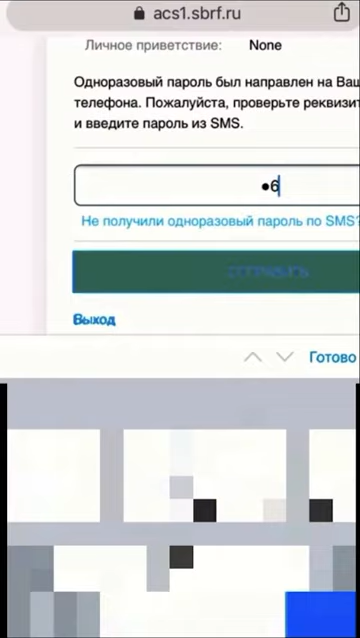 acs1.sbrf.ru
Личное приветствие: None
Одноразовый пароль был направлен на Ваш
телефона. Пожалуйста, проверьте реквизит
и введите пароль из SMS.
•6
Не получили одноразовый пароль по SMS?
Выход
Готово